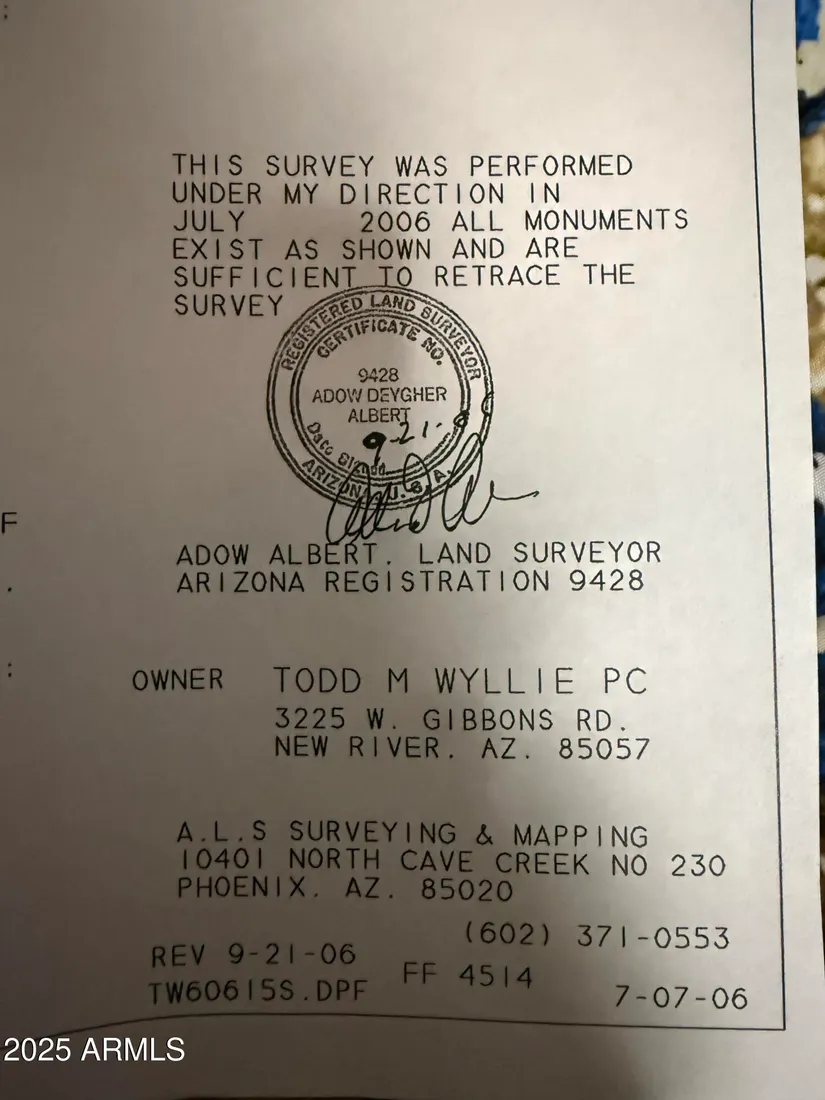 THIS SURVEY WAS PERFORMED
UNDER MY DIRECTION IN
JULY 2006 ALL MONUMENTS
EXIST AS SHOWN AND ARE
SUFFICIENT TO RETRACE THE
SURVEY
REGISTERED LAND SURVEYOR
CERTIFICATE NO.
9428
ADOW DEYGHER
ALBERT
9-21-
Date Signed
ARIZONA U.S.A.
F
ADOW ALBERT. LAND SURVEYOR
ARIZONA REGISTRATION 9428
OWNER TODD M WYLLIE PC
3225 W. GIBBONS RD.
NEW RIVER. AZ. 85057
A.L.S SURVEYING & MAPPING
10401 NORTH CAVE CREEK NO 230
PHOENIX. AZ. 85020
(602) 371-0553
REV 9-21-06 FF 4514
TW60615S.DPF 7-07-06
2025 ARMLS